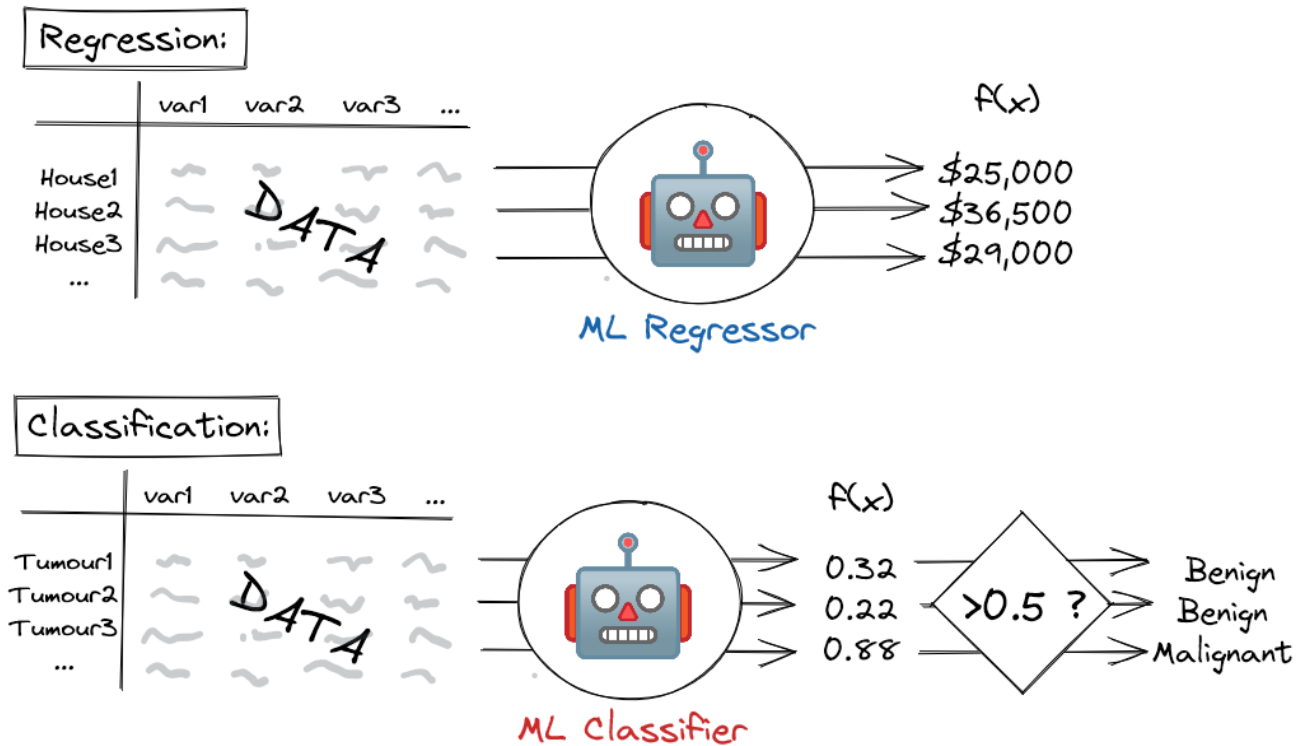 Regression:
var1 var2 var3 ...
f(x)
House1
House2
House3
...
DATA
$25,000
$36,500
$29,000
ML Regressor
Classification:
var1 var2 var3 ...
f(x)
Tumour1
Tumour2
Tumour3
...
DATA
0.32
0.22
0.88
>0.5 ?
Benign
Benign
Malignant
ML Classifier